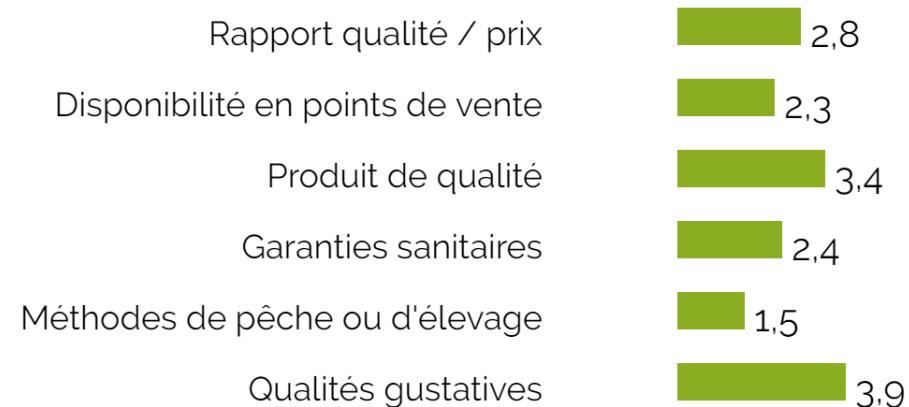 Rapport qualité / prix 2,8
Disponibilité en points de vente 2,3
Produit de qualité 3,4
Garanties sanitaires 2,4
Méthodes de pêche ou d'élevage 1,5
Qualités gustatives 3,9